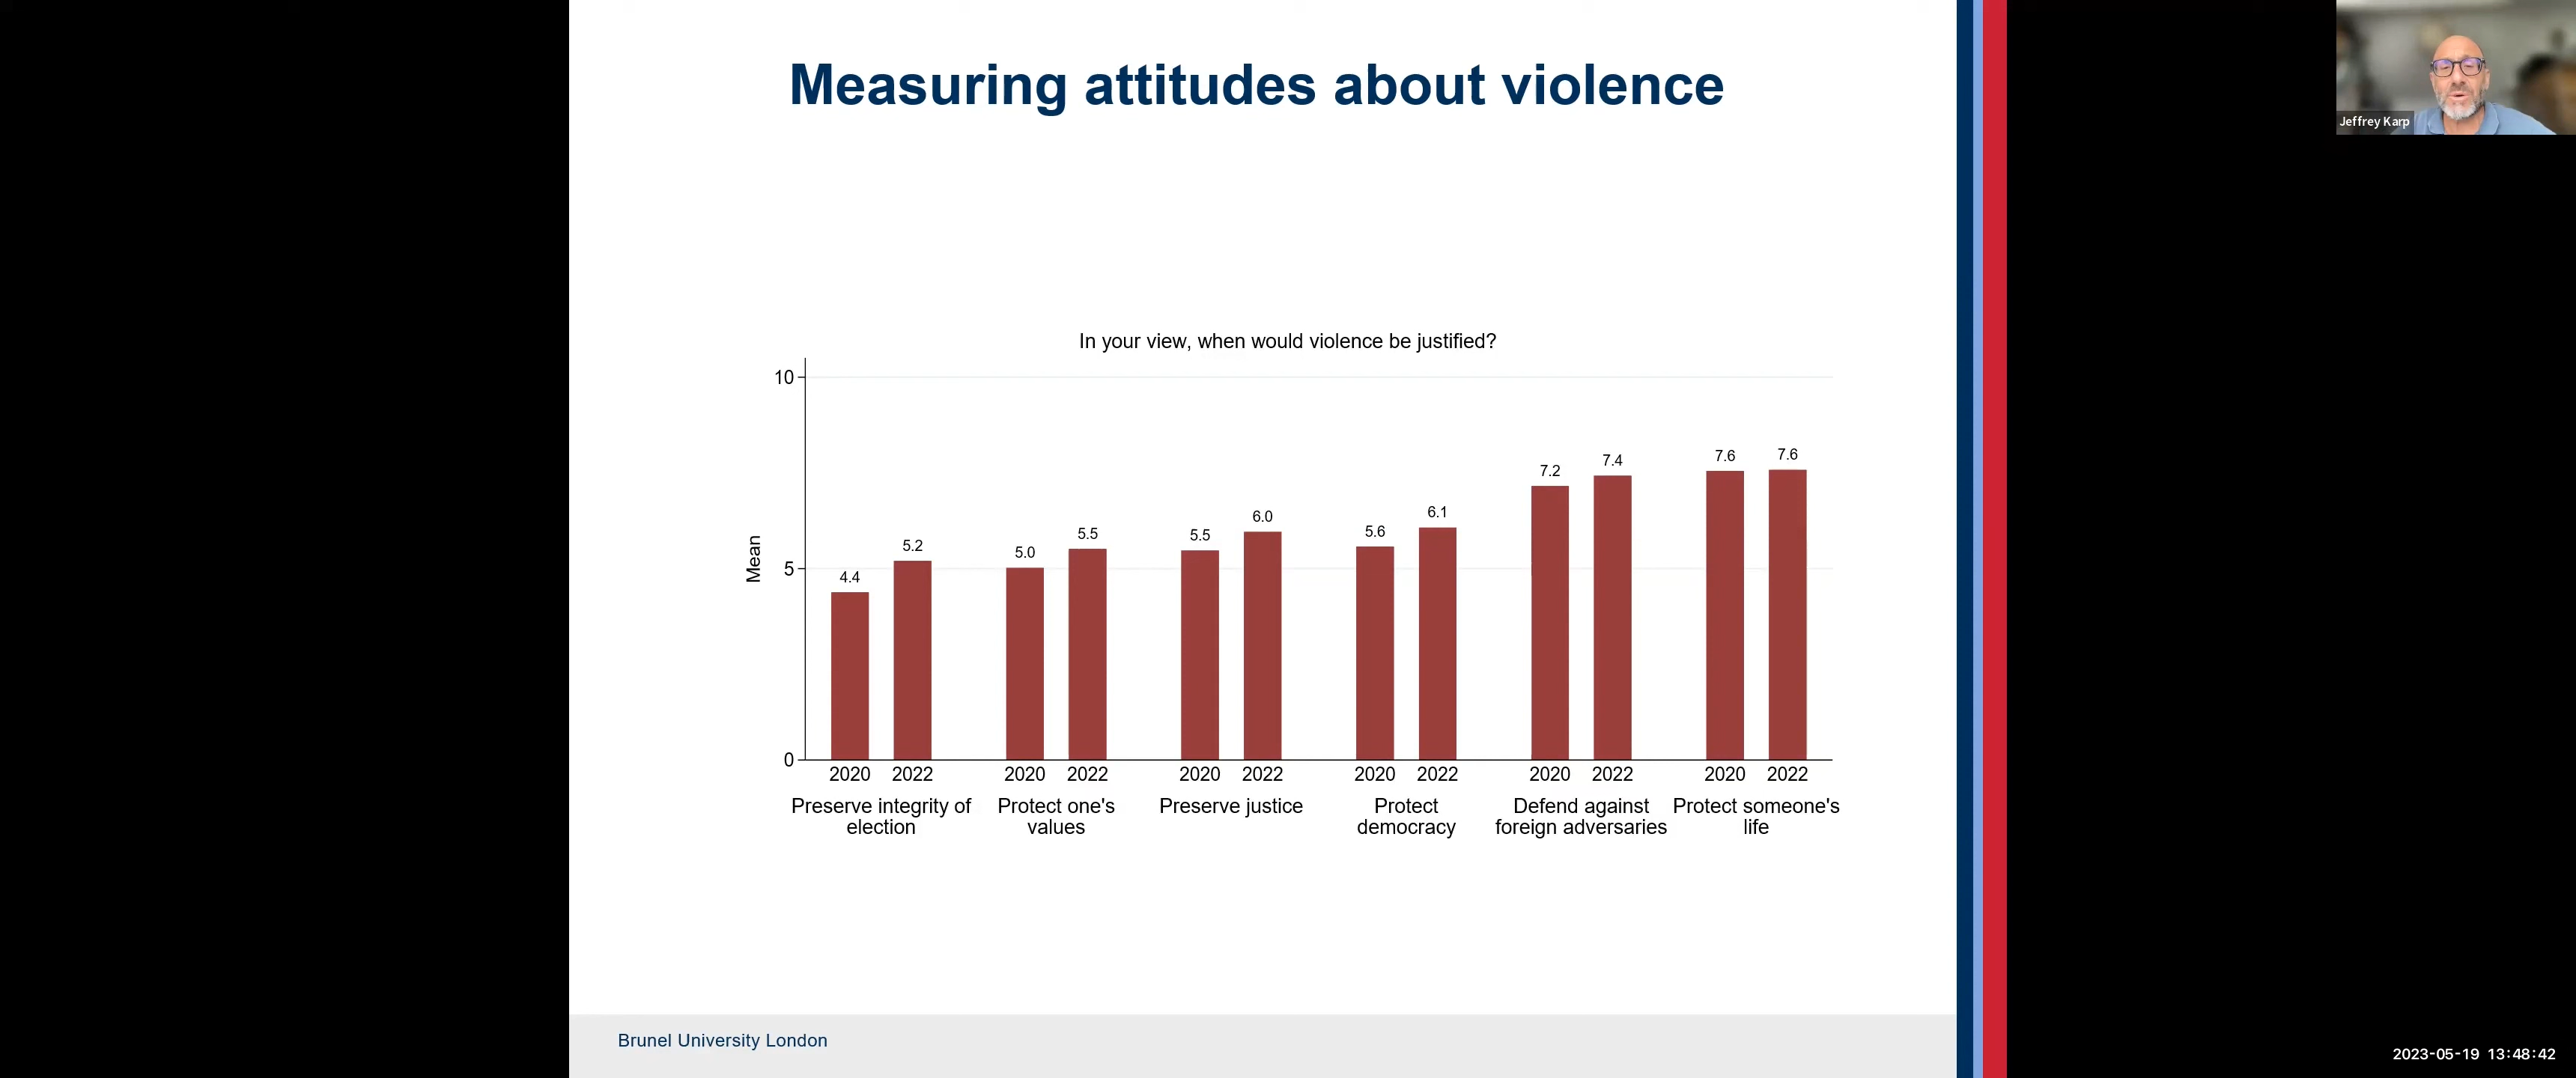 Measuring attitudes about violence
Jeffrey Karp
In your view, when would violence be justified?
10
5
0
Mean
4.4
5.2
5.0
5.5
5.5
6.0
5.6
6.1
7.2
7.4
7.6
7.6
2020 2022 2020 2022 2020 2022 2020 2022 2020 2022 2020 2022
Preserve integrity of
election
Protect one's
values
Preserve justice
Protect
democracy
Defend against
foreign adversaries
Protect someone's
life
Brunel University London
2023-05-19 13:48:42